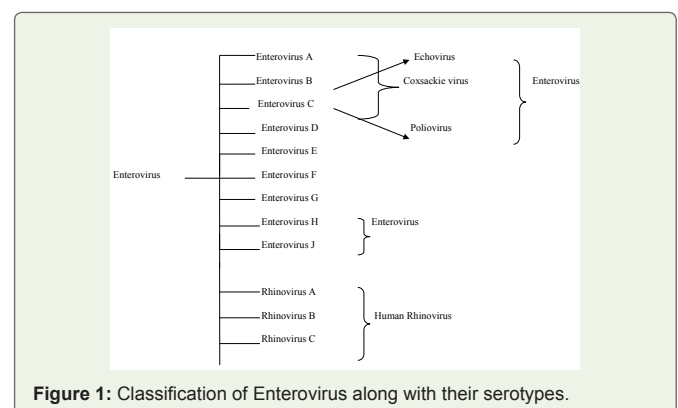 Enterovirus A
Echovirus
Enterovirus B
Coxsackie virus
Enterovirus
Enterovirus C
Enterovirus D
Poliovirus
Enterovirus E
Enterovirus
Enterovirus F
Enterovirus G
Enterovirus H
Enterovirus
Enterovirus J
Rhinovirus A
Rhinovirus B
Human Rhinovirus
Rhinovirus C
Figure 1: Classification of Enterovirus along with their serotypes.